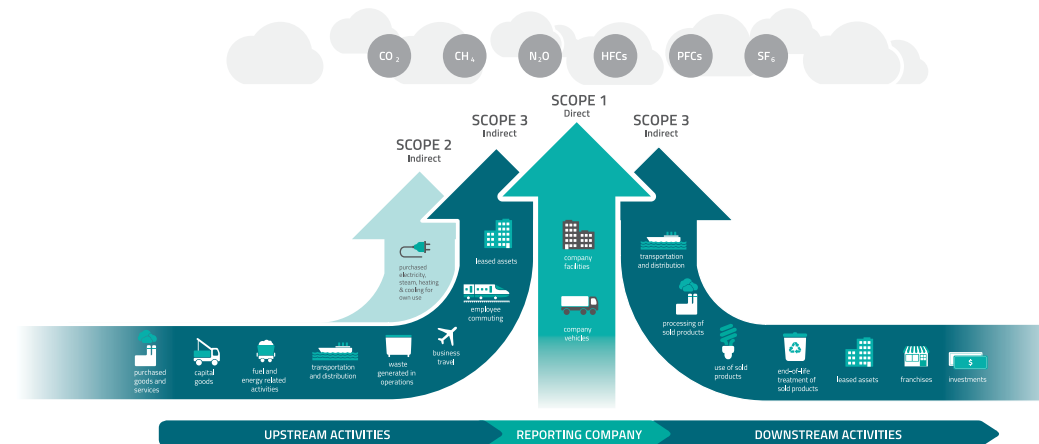 CO2
CH4
N2O
HFCs
PFCs
SF6
SCOPE 1
Direct
SCOPE 3
Indirect
SCOPE 3
Indirect
SCOPE 2
Indirect
purchased
electricity,
steam, heating
& cooling for
own use
leased assets
employee
commuting
business
travel
waste
generated in
operations
transportation
and distribution
fuel and
energy related
activities
capital
goods
purchased
goods and
services
company
facilities
company
vehicles
transportation
and distribution
processing of
sold products
use of sold
products
end-of-life
treatment of
sold products
leased assets
franchises
investments
$
UPSTREAM ACTIVITIES
REPORTING COMPANY
DOWNSTREAM ACTIVITIES